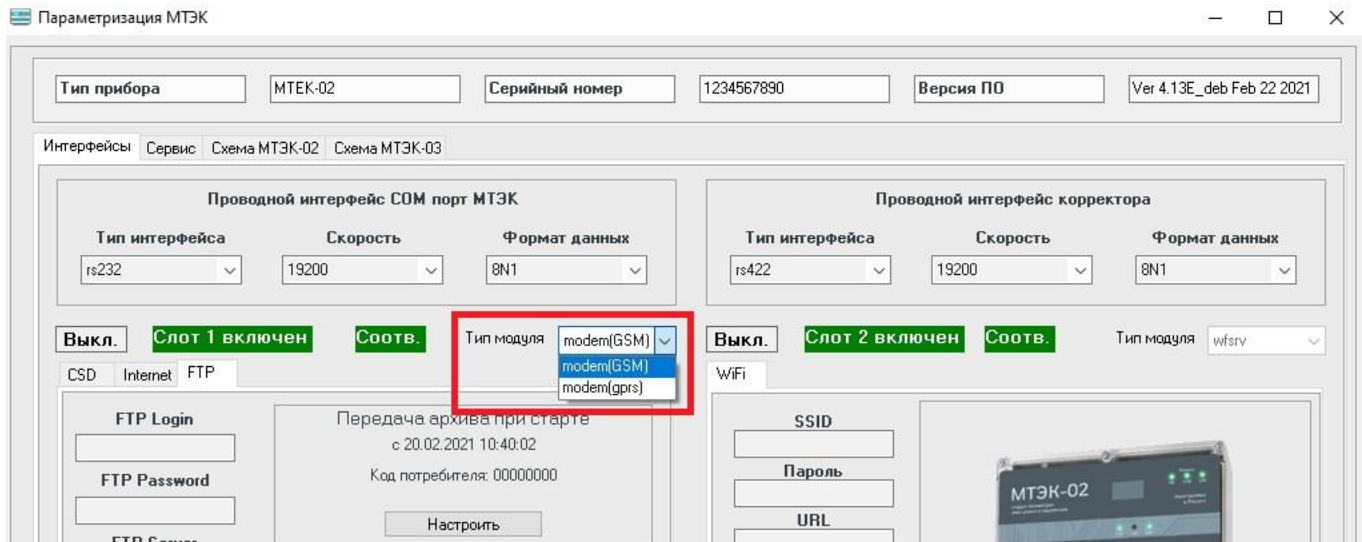 Параметризация МТЭК
Тип прибора МТЕК-02 Серийный номер 1234567890 Версия ПО Ver 4.13E_deb Feb 22 2021
Интерфейсы Сервис Схема МТЭК-02 Схема МТЭК-03
Проводной интерфейс COM порт МТЭК
Тип интерфейса Скорость Формат данных
rs232 19200 8N1
Проводной интерфейс корректора
Тип интерфейса Скорость Формат данных
rs422 19200 8N1
Выкл. Слот 1 включен Соотв. Тип модуля modem(GSM)
modem(GSM)
modem(gprs)
CSD Internet FTP
FTP Login
FTP Password
FTP Server
Передача архива при старте
с 20.02.2021 10:40:02
Код потребителя: 00000000
Настроить
Выкл. Слот 2 включен Соотв. Тип модуля wfsrv
WiFi
SSID
Пароль
URL
МТЭК-02